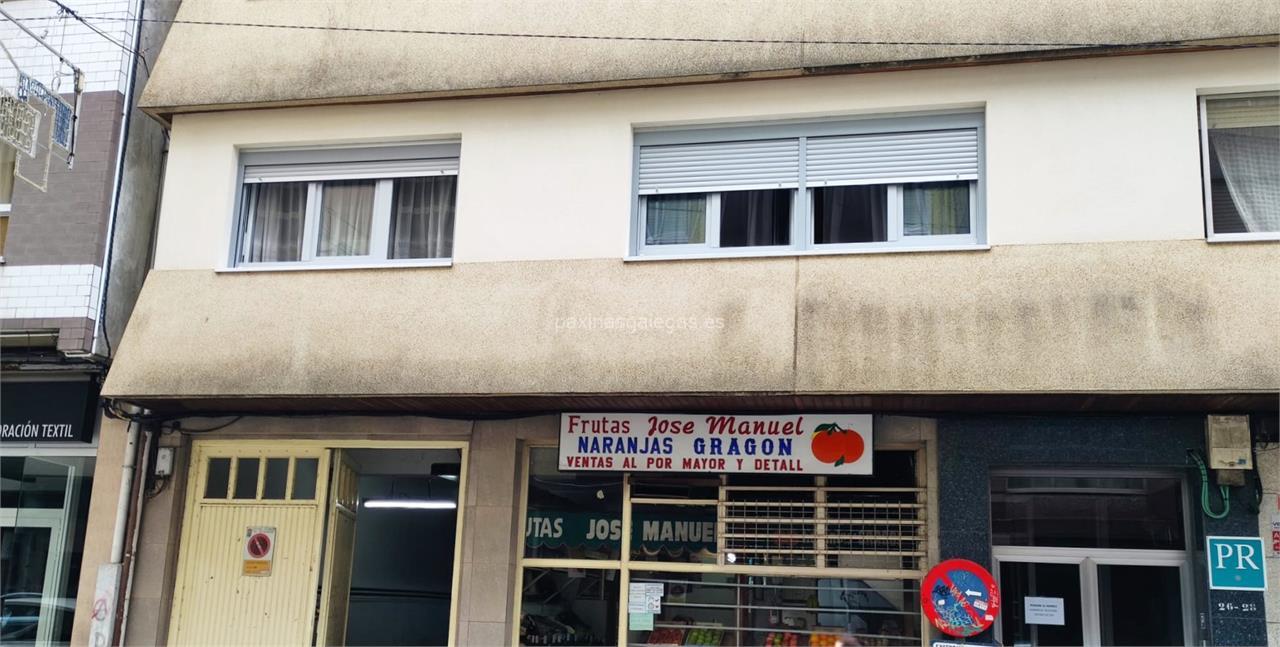 paxinasgalegas.es
ORACIÓN TEXTIL
Frutas Jose Manuel
NARANJAS GRAGON
VENTAS AL POR MAYOR Y DETALL
UTAS JOSE MANUEL
PR
26-28